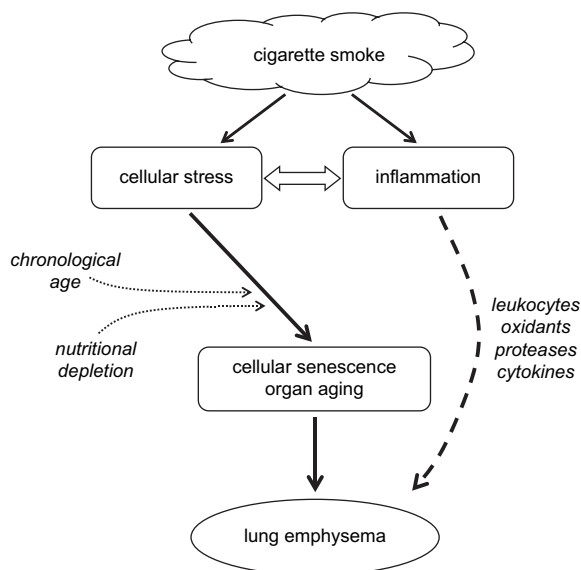 cigarette smoke
cellular stress
inflammation
chronological
age
nutritional
depletion
leukocytes
oxidants
proteases
cytokines
cellular senescence
organ aging
lung emphysema